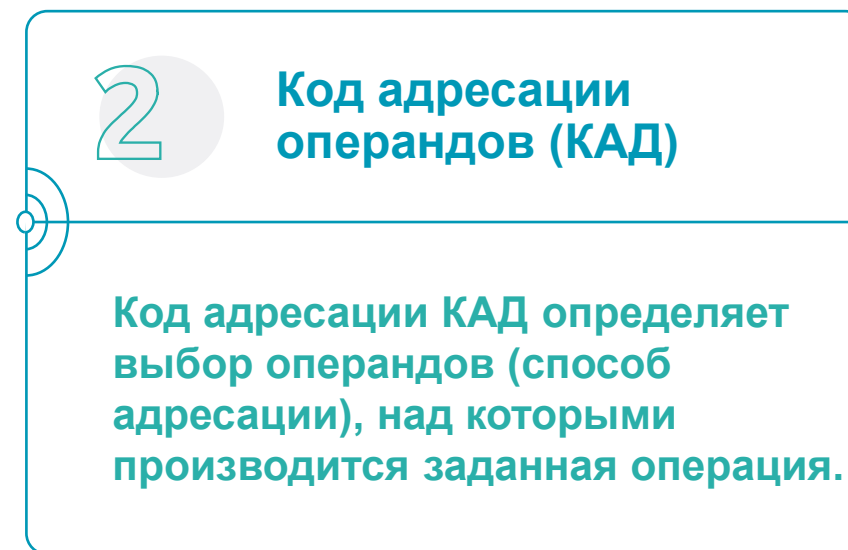 2
Код адресации
операндов (КАД)
Код адресации КАД определяет
выбор операндов (способ
адресации), над которыми
производится заданная операция.